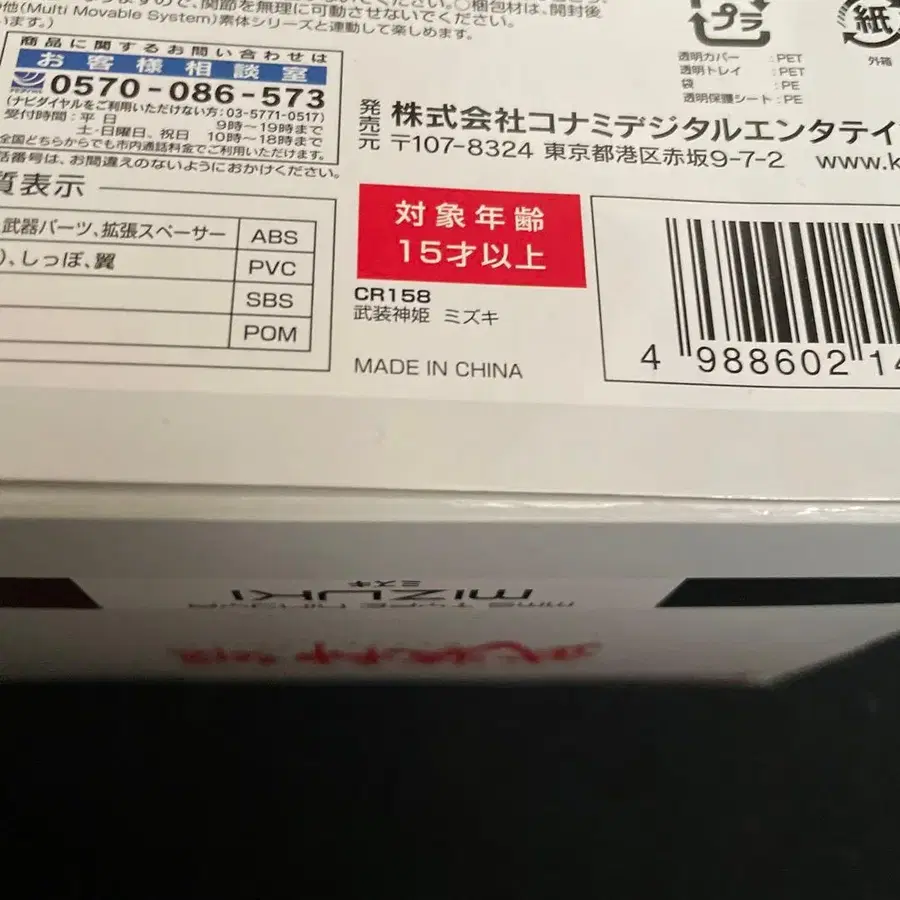 で、関節を無理に可動させないでください。○梱包材は、開封後
他(Multi Movable System)素体シリーズと連動して楽しめます。
います。)
商品に関するお問い合わせは
お客様相談室
0570-086-573
(ナビダイヤルをご利用いただけない方:03-5771-0517)
受付時間:平 日 9時〜19時まで
土・日曜日、祝日 10時〜18時まで
全国どちらからでも市内通話料金でご利用いただけます。
話番号は、お間違えのないようにおかけください。
質表示
武器パーツ、拡張スペーサー ABS
)、しっぽ、翼 PVC
SBS
POM
プラ
透明カバー :PET
透明トレイ :PET
袋 :PE
透明保護シート:PE
紙
外箱
発売元
株式会社コナミデジタルエンタテイ
〒107-8324 東京都港区赤坂9-7-2 www.k
対象年齢
15才以上
CR158
武装神姫 ミズキ
MADE IN CHINA
4 988602 14
ミズキ
MIZUKI